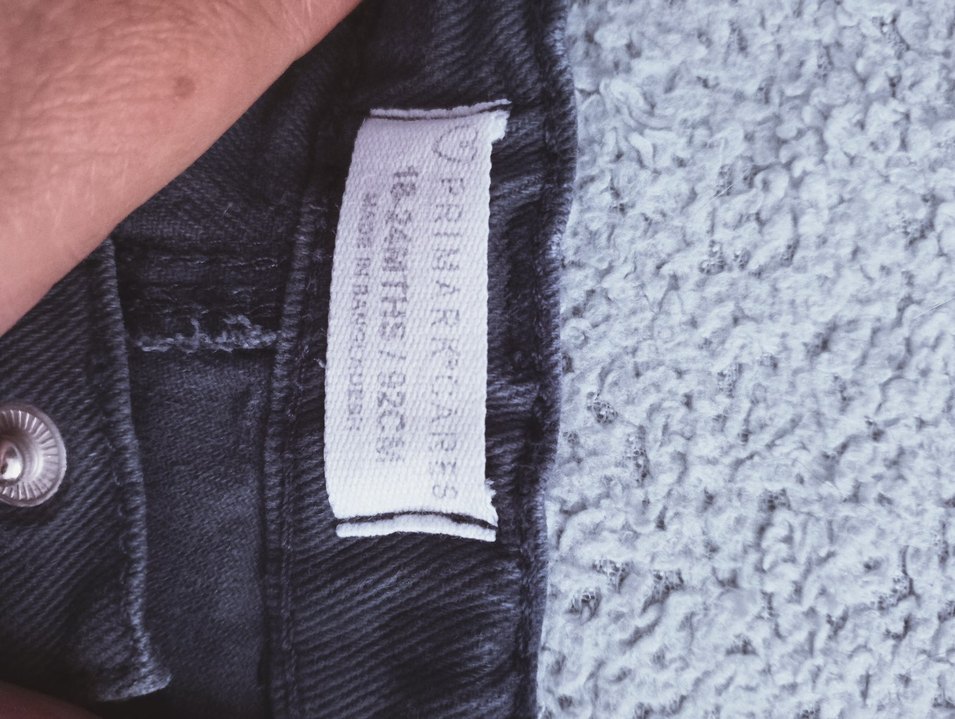 PRIMARK CARES
18-24MTHS / 92CM
MADE IN BANGLADESH